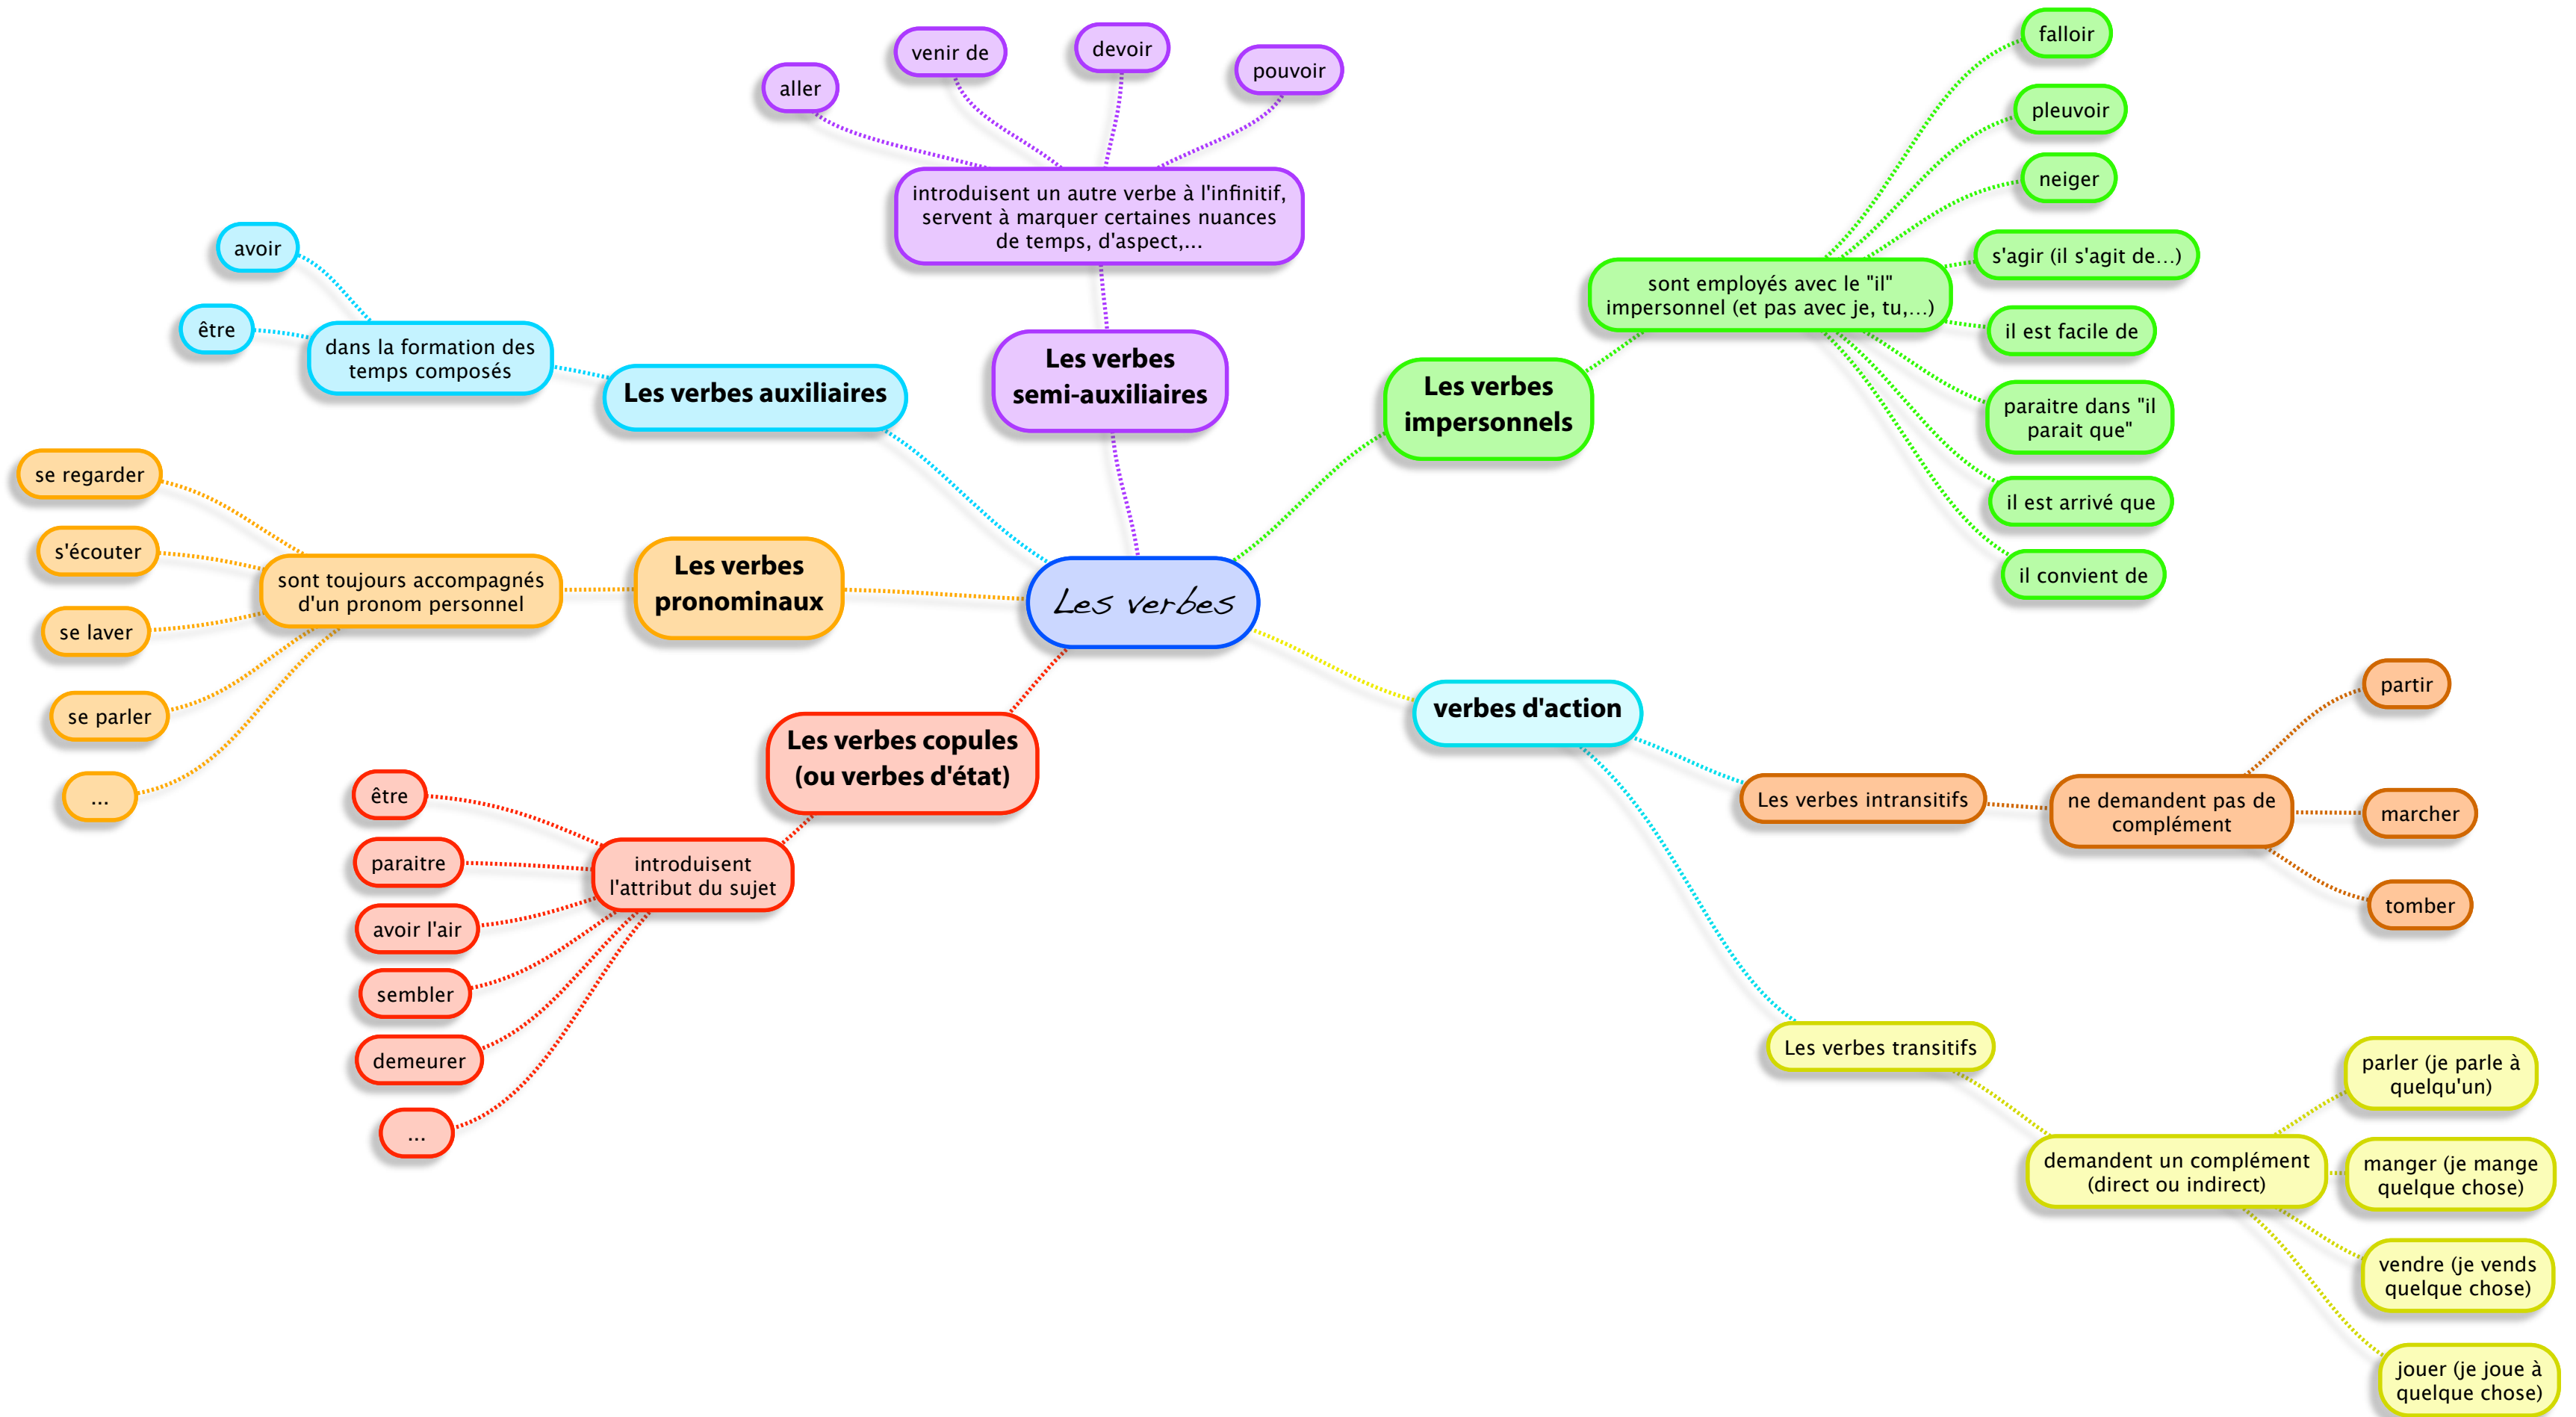 Les verbes
Les verbes auxiliaires
dans la formation des
temps composés
avoir
être
Les verbes
semi-auxiliaires
introduisent un autre verbe à l'infinitif,
servent à marquer certaines nuances
de temps, d'aspect,...
aller
venir de
devoir
pouvoir
Les verbes
impersonnels
sont employés avec le "il"
impersonnel (et pas avec je, tu,...)
falloir
pleuvoir
neiger
s'agir (il s'agit de...)
il est facile de
paraitre dans "il
parait que"
il est arrivé que
il convient de
verbes d'action
Les verbes intransitifs
ne demandent pas de
complément
partir
marcher
tomber
Les verbes transitifs
demandent un complément
(direct ou indirect)
parler (je parle à
quelqu'un)
manger (je mange
quelque chose)
vendre (je vends
quelque chose)
jouer (je joue à
quelque chose)
Les verbes copules
(ou verbes d'état)
introduisent
l'attribut du sujet
être
paraitre
avoir l'air
sembler
demeurer
...
Les verbes
pronominaux
sont toujours accompagnés
d'un pronom personnel
se regarder
s'écouter
se laver
se parler
...